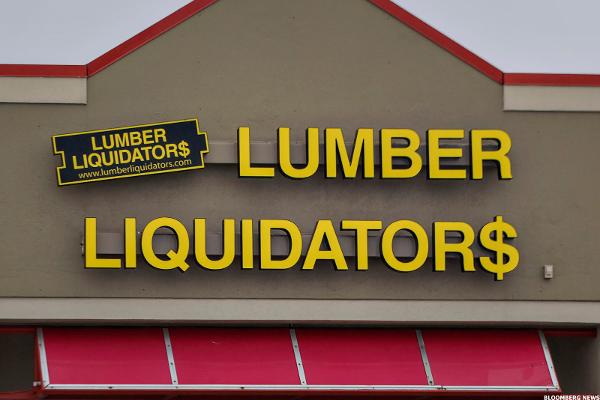 LUMBER
LIQUIDATOR$
www.lumberliquidators.com
LUMBER
LIQUIDATOR$
BLOOMBERG NEWS